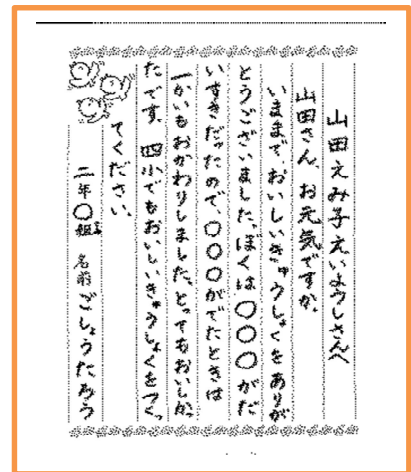 山田えみ子えいようしさんへ
山田さん、お元気ですか。
いままで、おいしいきゅうしょくをありが
とうございました。ぼくは〇〇〇がだ
いすきだったので、〇〇〇がでたときは
一かいもおかわりしました。とってもおいしか
たです。四小でもおいしいきゅうしょくをつくっ
てください。
二年〇組 名前 ごしょうたろう